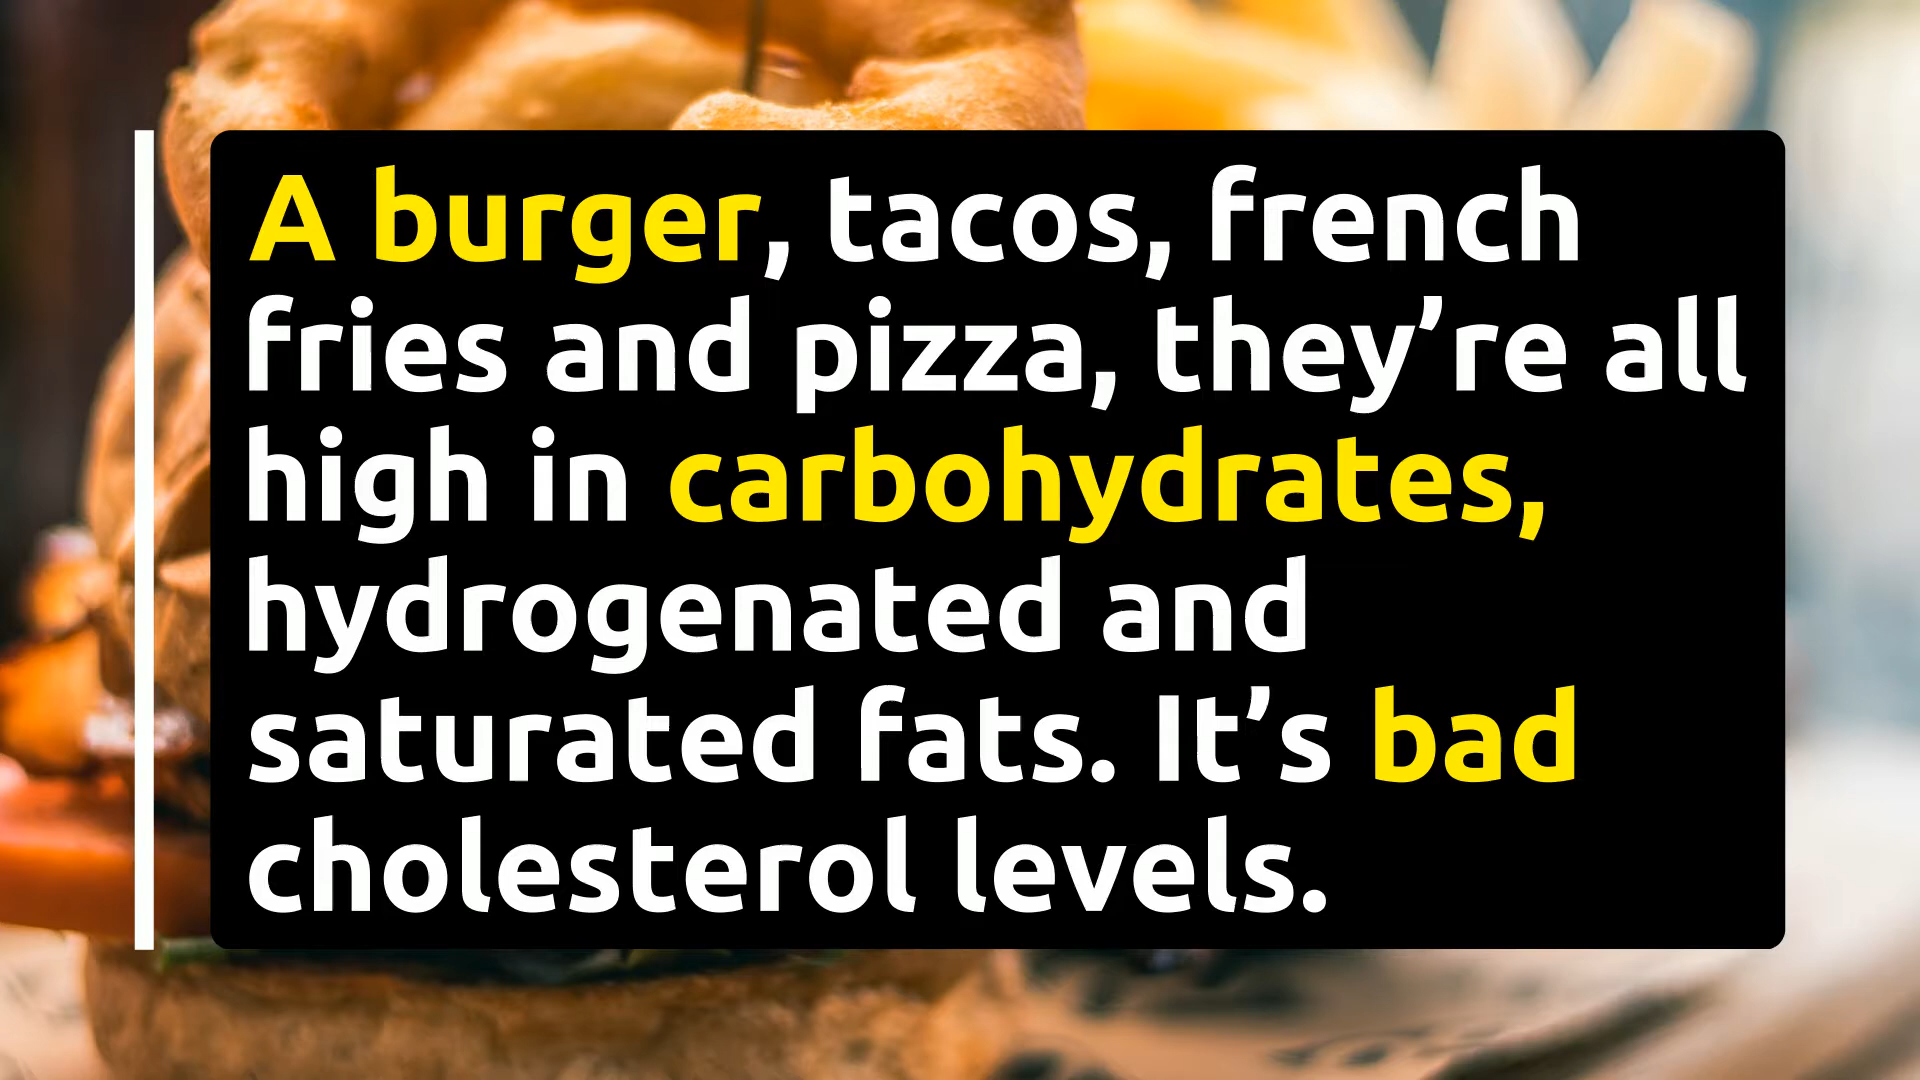 A burger, tacos, french
fries and pizza, they’re all
high in carbohydrates,
hydrogenated and
saturated fats. It’s bad
cholesterol levels.